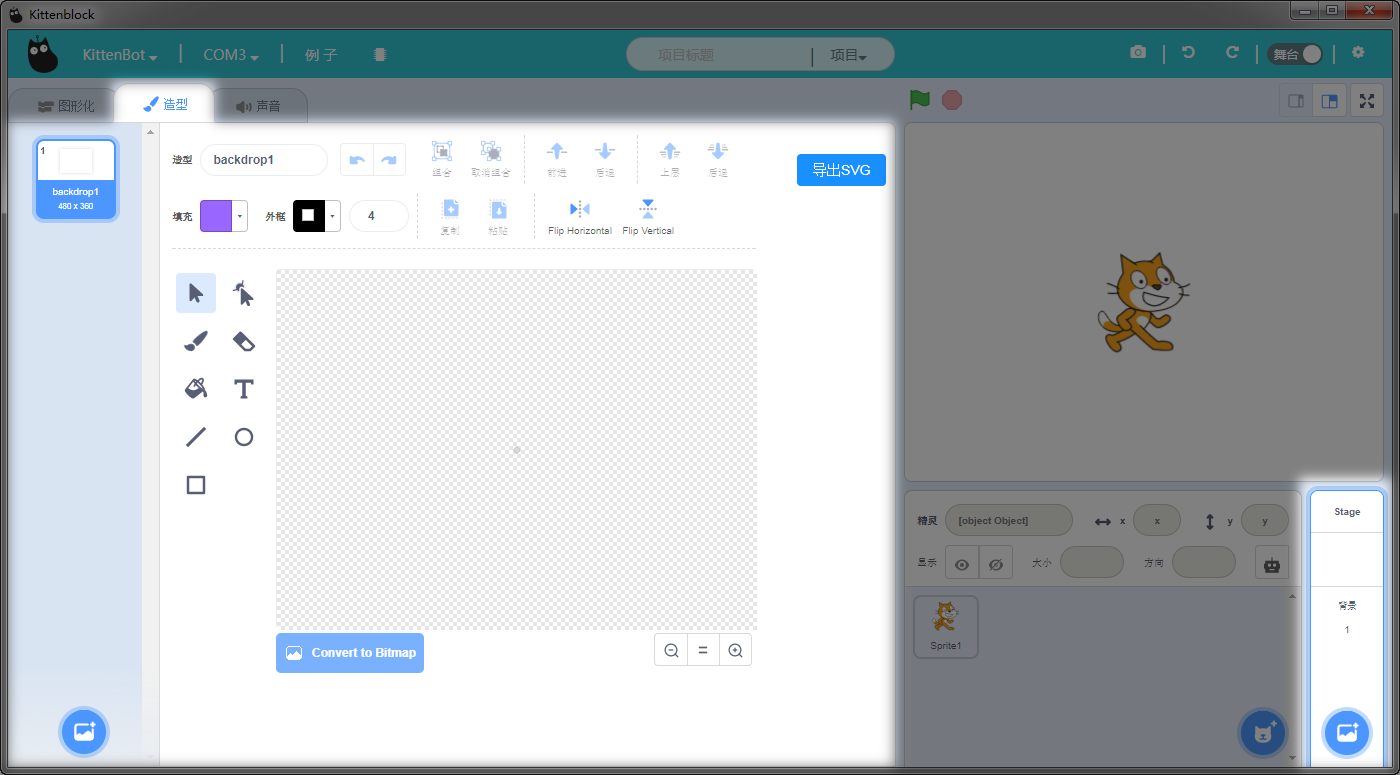 Kittenblock
KittenBot
COM3
例子
项目标题
项目
舞台
图形化
造型
声音
1
backdrop1
480 x 360
造型
backdrop1
组合
取消组合
前进
后退
上层
后退
导出SVG
填充
外框
4
复制
粘贴
Flip Horizontal
Flip Vertical
T
Convert to Bitmap
精灵
[object Object]
x
x
y
y
显示
大小
方向
Sprite1
Stage
背景
1